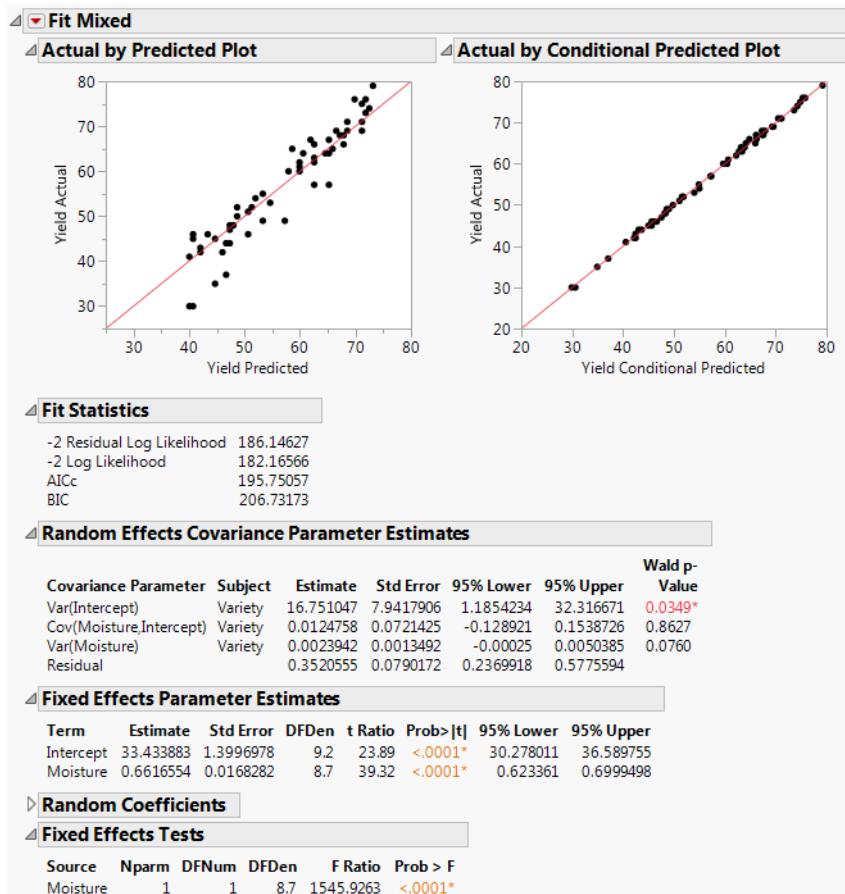 Fit Mixed
Actual by Predicted Plot
Actual by Conditional Predicted Plot
80
70
60
50
40
30
Yield Actual
30 40 50 60 70 80
Yield Predicted
80
70
60
50
40
30
20
Yield Actual
20 30 40 50 60 70 80
Yield Conditional Predicted
Fit Statistics
-2 Residual Log Likelihood 186.14627
-2 Log Likelihood 182.16566
AICc 195.75057
BIC 206.73173
Random Effects Covariance Parameter Estimates
Wald p-
Covariance Parameter Subject Estimate Std Error 95% Lower 95% Upper Value
Var(Intercept) Variety 16.751047 7.9417906 1.1854234 32.316671 0.0349*
Cov(Moisture,Intercept) Variety 0.0124758 0.0721425 -0.128921 0.1538726 0.8627
Var(Moisture) Variety 0.0023942 0.0013492 -0.00025 0.0050385 0.0760
Residual 0.3520555 0.0790172 0.2369918 0.5775594
Fixed Effects Parameter Estimates
Term Estimate Std Error DFDen t Ratio Prob>|t| 95% Lower 95% Upper
Intercept 33.433883 1.3996978 9.2 23.89 <.0001* 30.278011 36.589755
Moisture 0.6616554 0.0168282 8.7 39.32 <.0001* 0.623361 0.6999498
Random Coefficients
Fixed Effects Tests
Source Nparm DFNum DFDen F Ratio Prob > F
Moisture 1 1 8.7 1545.9263 <.0001*